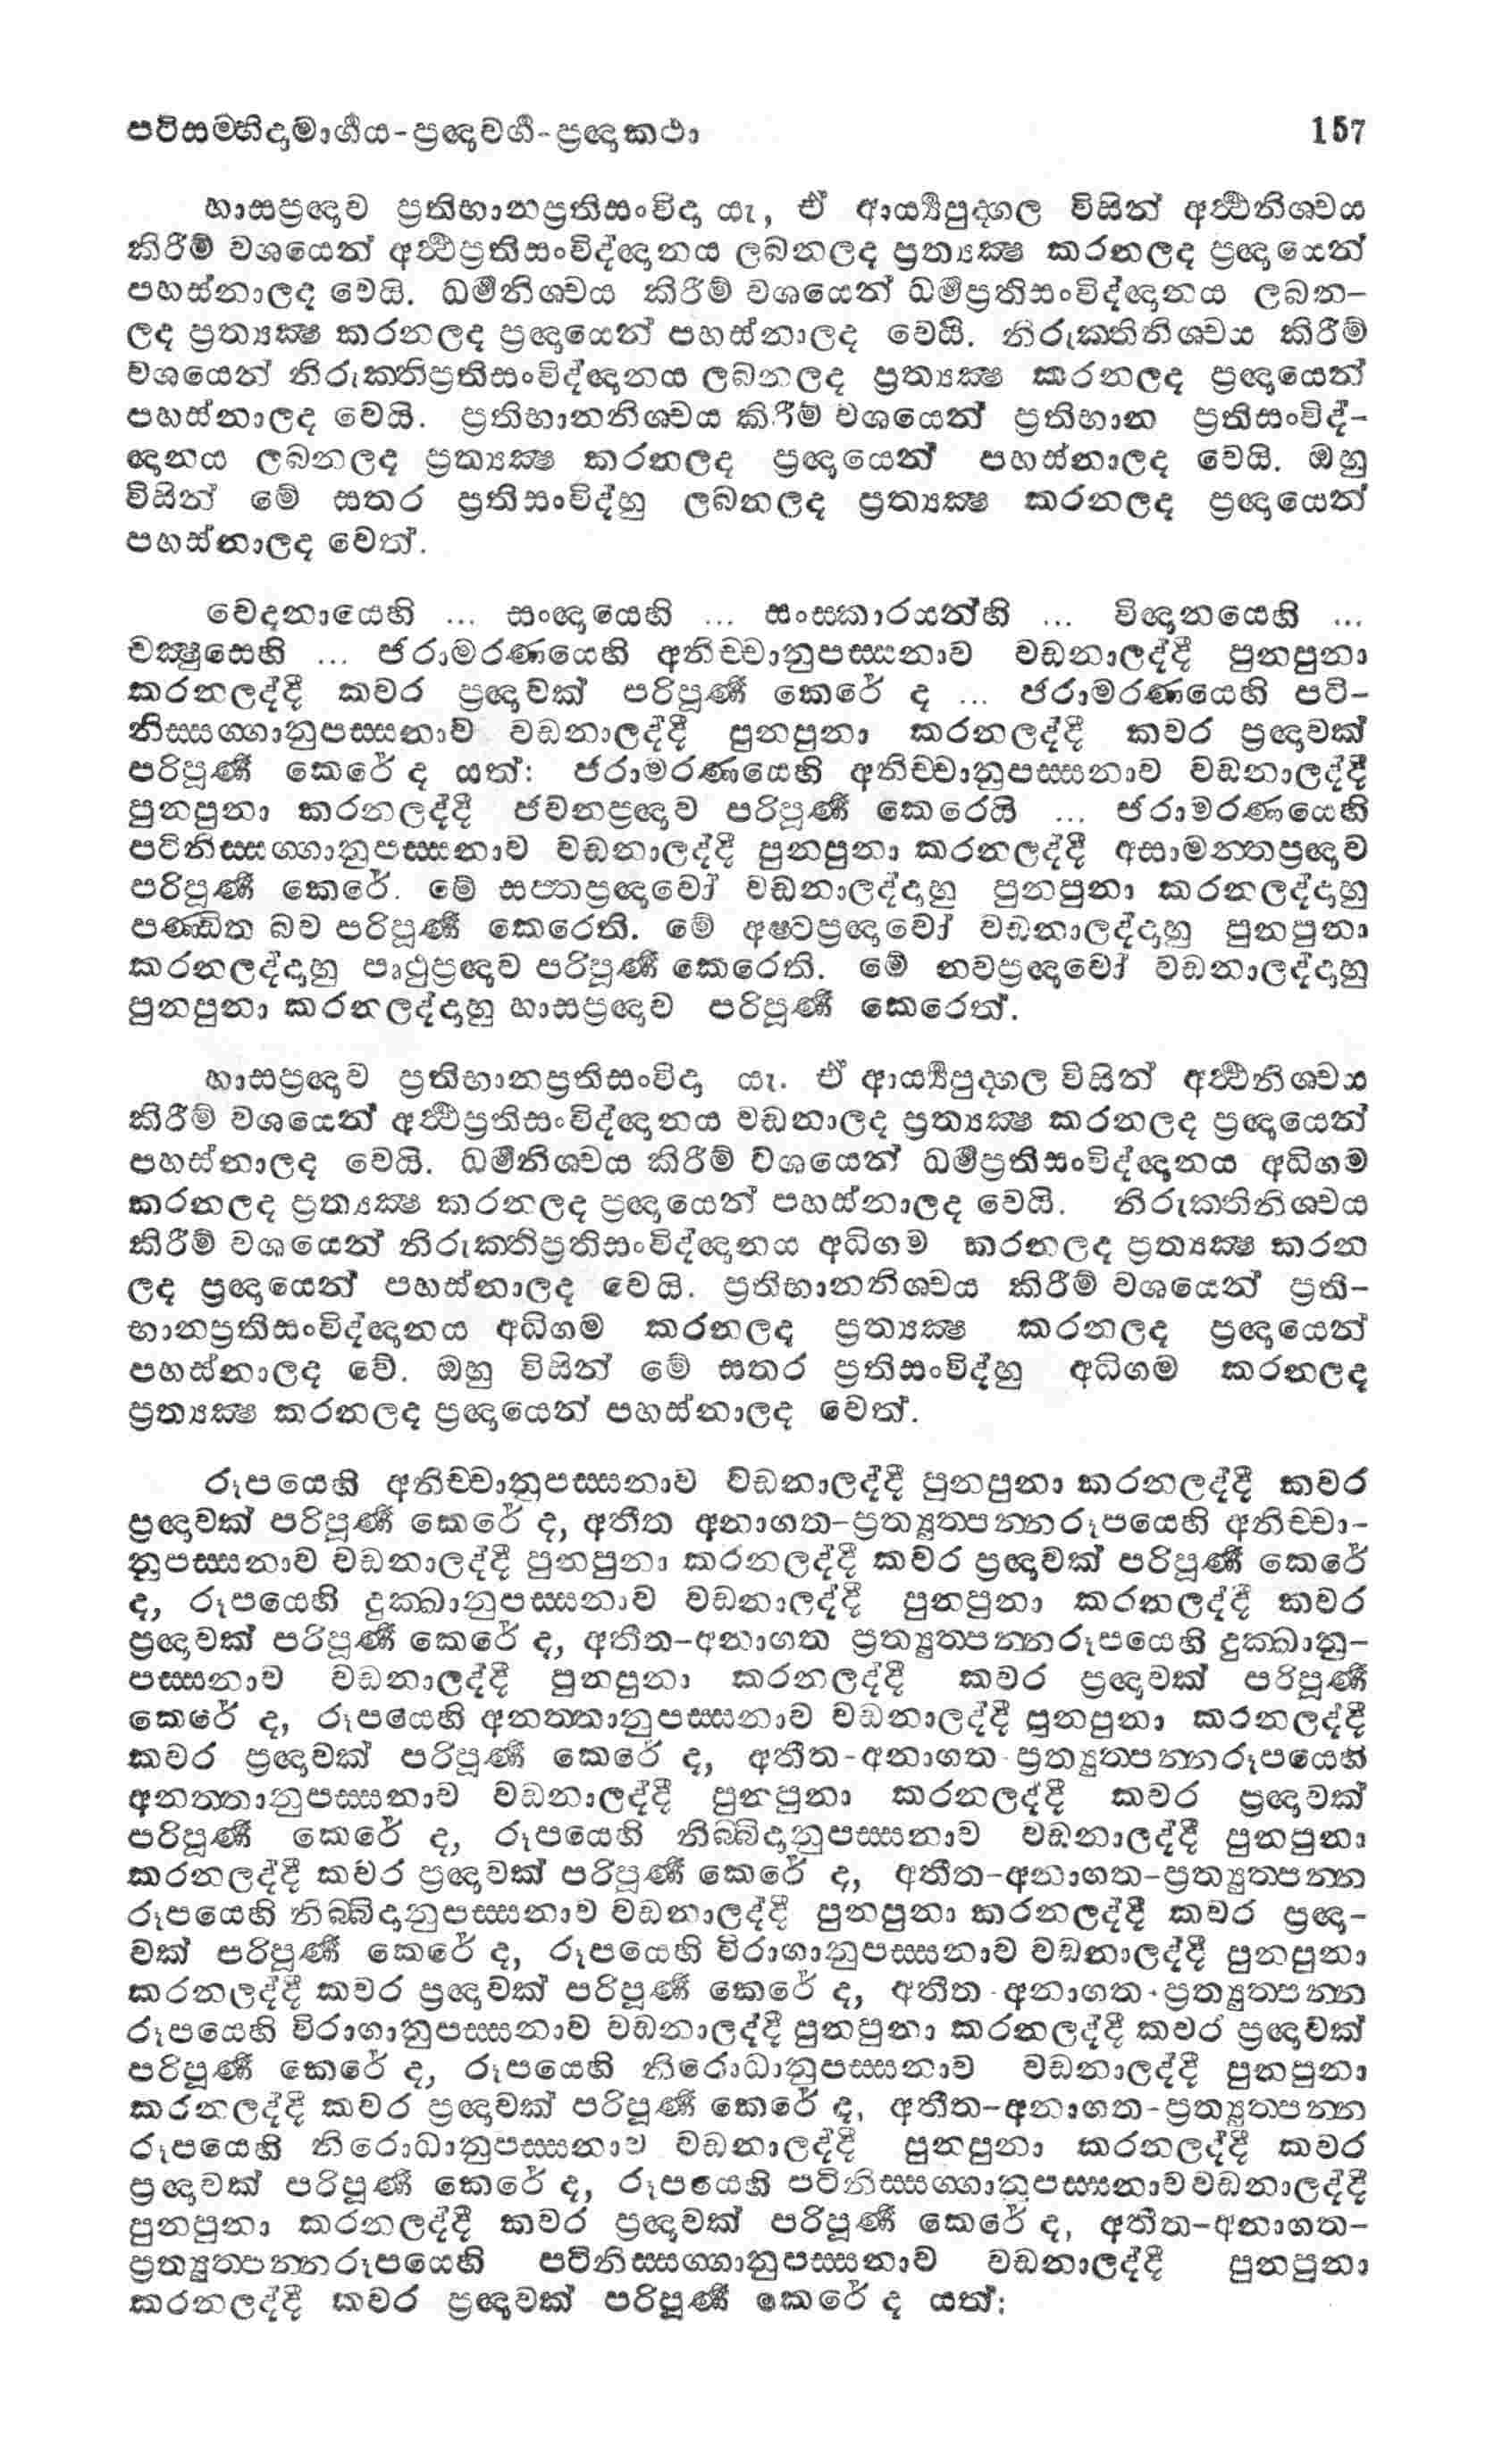 පටිසම්භිදාමාර්ගය-ප්‍රඥාවර්ග-ප්‍රඥාකථා 157
හාසප්‍රඥාව ප්‍රතිභානප්‍රතිසංවිදා යැ, ඒ ආර්‍ය්‍යපුද්ගල විසින් අර්ත්‍ථනිශ්චය
කිරීම් වශයෙන් අර්ත්‍ථප්‍රතිසංවිද්ඥානය ලබනලද ප්‍රත්‍යක්‍ෂ කරනලද ප්‍රඥායෙන්
පහස්නාලද වෙයි. ධර්‍මනිශ්චය කිරීම් වශයෙන් ධර්‍මප්‍රතිසංවිද්ඥානය ලබන-
ලද ප්‍රත්‍යක්‍ෂ කරනලද ප්‍රඥායෙන් පහස්නාලද වෙයි. නිරුක්තිනිශ්චය කිරීම්
වශයෙන් නිරුක්තිප්‍රතිසංවිද්ඥානය ලබනලද ප්‍රත්‍යක්‍ෂ කරනලද ප්‍රඥායෙන්
පහස්නාලද වෙයි. ප්‍රතිභානනිශ්චය කිරීම් වශයෙන් ප්‍රතිභාන ප්‍රතිසංවිද්-
ඥානය ලබනලද ප්‍රත්‍යක්‍ෂ කරනලද ප්‍රඥායෙන් පහස්නාලද වෙයි. ඔහු
විසින් මේ සතර ප්‍රතිසංවිද්හු ලබනලද ප්‍රත්‍යක්‍ෂ කරනලද ප්‍රඥායෙන්
පහස්නාලද වෙත්.
වෙදනායෙහි ... සංඥායෙහි ... සංස්කාරයන්හි ... විඥානයෙහි ...
චක්‍ෂුසෙහි ... ජරාමරණයෙහි අනිච්චානුපස්සනාව වඩනාලද්දී පුනපුනා
කරනලද්දී කවර ප්‍රඥාවක් පරිපූර්‍ණ කෙරේ ද ... ජරාමරණයෙහි පටි-
නිස්සග්ගානුපස්සනාව වඩනාලද්දී පුනපුනා කරනලද්දී කවර ප්‍රඥාවක්
පරිපූර්‍ණ කෙරේ ද යත්: ජරාමරණයෙහි අනිච්චානුපස්සනාව වඩනාලද්දී
පුනපුනා කරනලද්දී ජවනප්‍රඥාව පරිපූර්‍ණ කෙරෙයි ... ජරාමරණයෙහි
පටිනිස්සග්ගානුපස්සනාව වඩනාලද්දී පුනපුනා කරනලද්දී අසාමන්තප්‍රඥාව
පරිපූර්‍ණ කෙරේ. මේ සප්තප්‍රඥාවෝ වඩනාලද්දාහු පුනපුනා කරනලද්දාහු
පණ්ඩිත බව පරිපූර්‍ණ කෙරෙති. මේ අෂ්ටප්‍රඥාවෝ වඩනාලද්දාහු පුනපුනා
කරනලද්දාහු පෘථුප්‍රඥාව පරිපූර්‍ණ කෙරෙති. මේ නවප්‍රඥාවෝ වඩනාලද්දාහු
පුනපුනා කරනලද්දාහු හාසප්‍රඥාව පරිපූර්‍ණ කෙරෙත්.
හාසප්‍රඥාව ප්‍රතිභානප්‍රතිසංවිදා යැ. ඒ ආර්‍ය්‍යපුද්ගල විසින් අර්ත්‍ථනිශ්චය
කිරීම් වශයෙන් අර්ත්‍ථප්‍රතිසංවිද්ඥානය වඩනාලද ප්‍රත්‍යක්‍ෂ කරනලද ප්‍රඥායෙන්
පහස්නාලද වෙයි. ධර්‍මනිශ්චය කිරීම් වශයෙන් ධර්‍මප්‍රතිසංවිද්ඥානය අධිගම
කරනලද ප්‍රත්‍යක්‍ෂ කරනලද ප්‍රඥායෙන් පහස්නාලද වෙයි. නිරුක්තිනිශ්චය
කිරීම් වශයෙන් නිරුක්තිප්‍රතිසංවිද්ඥානය අධිගම කරනලද ප්‍රත්‍යක්‍ෂ කරන
ලද ප්‍රඥායෙන් පහස්නාලද වෙයි. ප්‍රතිභානනිශ්චය කිරීම් වශයෙන් ප්‍රති-
භානප්‍රතිසංවිද්ඥානය අධිගම කරනලද ප්‍රත්‍යක්‍ෂ කරනලද ප්‍රඥායෙන්
පහස්නාලද වේ. ඔහු විසින් මේ සතර ප්‍රතිසංවිද්හු අධිගම කරනලද
ප්‍රත්‍යක්‍ෂ කරනලද ප්‍රඥායෙන් පහස්නාලද වෙත්.
රූපයෙහි අනිච්චානුපස්සනාව වඩනාලද්දී පුනපුනා කරනලද්දී කවර
ප්‍රඥාවක් පරිපූර්‍ණ කෙරේ ද, අතීත අනාගත-ප්‍රත්‍යුත්පන්නරූපයෙහි අනිච්චා-
නුපස්සනාව වඩනාලද්දී පුනපුනා කරනලද්දී කවර ප්‍රඥාවක් පරිපූර්‍ණ කෙරේ
ද, රූපයෙහි දුක්ඛානුපස්සනාව වඩනාලද්දී පුනපුනා කරනලද්දී කවර
ප්‍රඥාවක් පරිපූර්‍ණ කෙරේ ද, අතීත-අනාගත ප්‍රත්‍යුත්පන්නරූපයෙහි දුක්ඛානු-
පස්සනාව වඩනාලද්දී පුනපුනා කරනලද්දී කවර ප්‍රඥාවක් පරිපූර්‍ණ
කෙරේ ද, රූපයෙහි අනත්තානුපස්සනාව වඩනාලද්දී පුනපුනා කරනලද්දී
කවර ප්‍රඥාවක් පරිපූර්‍ණ කෙරේ ද, අතීත-අනාගත-ප්‍රත්‍යුත්පන්නරූපයෙහි
අනත්තානුපස්සනාව වඩනාලද්දී පුනපුනා කරනලද්දී කවර ප්‍රඥාවක්
පරිපූර්‍ණ කෙරේ ද, රූපයෙහි නිබ්බිදානුපස්සනාව වඩනාලද්දී පුනපුනා
කරනලද්දී කවර ප්‍රඥාවක් පරිපූර්‍ණ කෙරේ ද, අතීත-අනාගත-ප්‍රත්‍යුත්පන්න
රූපයෙහි නිබ්බිදානුපස්සනාව වඩනාලද්දී පුනපුනා කරනලද්දී කවර ප්‍රඥා-
වක් පරිපූර්‍ණ කෙරේ ද, රූපයෙහි විරාගානුපස්සනාව වඩනාලද්දී පුනපුනා
කරනලද්දී කවර ප්‍රඥාවක් පරිපූර්‍ණ කෙරේ ද, අතීත-අනාගත-ප්‍රත්‍යුත්පන්න
රූපයෙහි විරාගානුපස්සනාව වඩනාලද්දී පුනපුනා කරනලද්දී කවර ප්‍රඥාවක්
පරිපූර්‍ණ කෙරේ ද, රූපයෙහි නිරොධානුපස්සනාව වඩනාලද්දී පුනපුනා
කරනලද්දී කවර ප්‍රඥාවක් පරිපූර්‍ණ කෙරේ ද, අතීත-අනාගත-ප්‍රත්‍යුත්පන්න
රූපයෙහි නිරොධානුපස්සනාව වඩනාලද්දී පුනපුනා කරනලද්දී කවර
ප්‍රඥාවක් පරිපූර්‍ණ කෙරේ ද, රූපයෙහි පටිනිස්සග්ගානුපස්සනාවවඩනාලද්දී
පුනපුනා කරනලද්දී කවර ප්‍රඥාවක් පරිපූර්‍ණ කෙරේ ද, අතීත-අනාගත-
ප්‍රත්‍යුත්පන්නරූපයෙහි පටිනිස්සග්ගානුපස්සනාව වඩනාලද්දී පුනපුනා
කරනලද්දී කවර ප්‍රඥාවක් පරිපූර්‍ණ කෙරේ ද යත්: